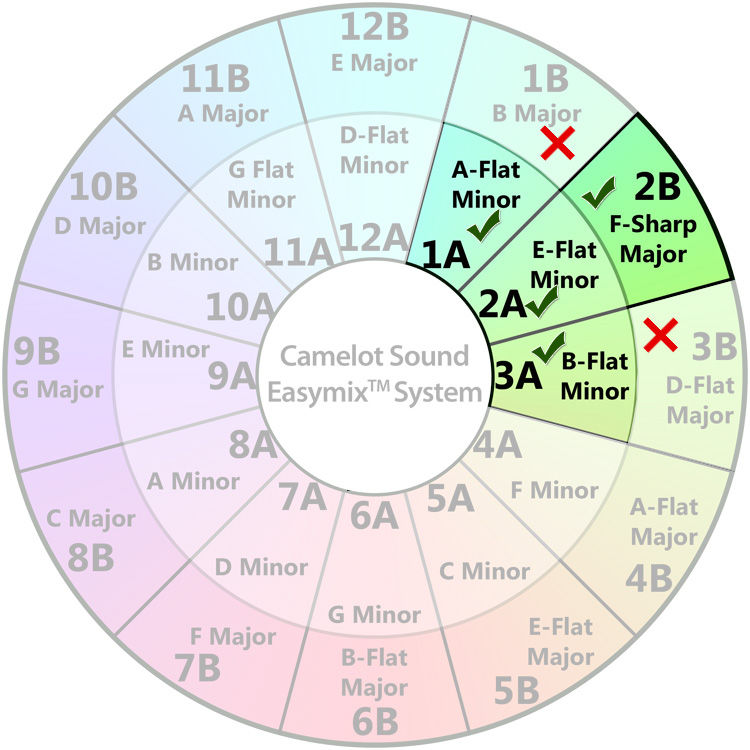 12B
E Major
1B
B Major
2B
F-Sharp
Major
3B
D-Flat
Major
A-Flat
Major
4B
E-Flat
Major
5B
B-Flat
Major
6B
F Major
7B
C Major
8B
9B
G Major
10B
D Major
11B
A Major
D-Flat
Minor
12A
A-Flat
Minor
1A
E-Flat
Minor
2A
3A
B-Flat
Minor
4A
F Minor
5A
C Minor
6A
G Minor
7A
D Minor
8A
A Minor
E Minor
9A
B Minor
10A
G Flat
Minor
11A
Camelot Sound
Easymix™ System